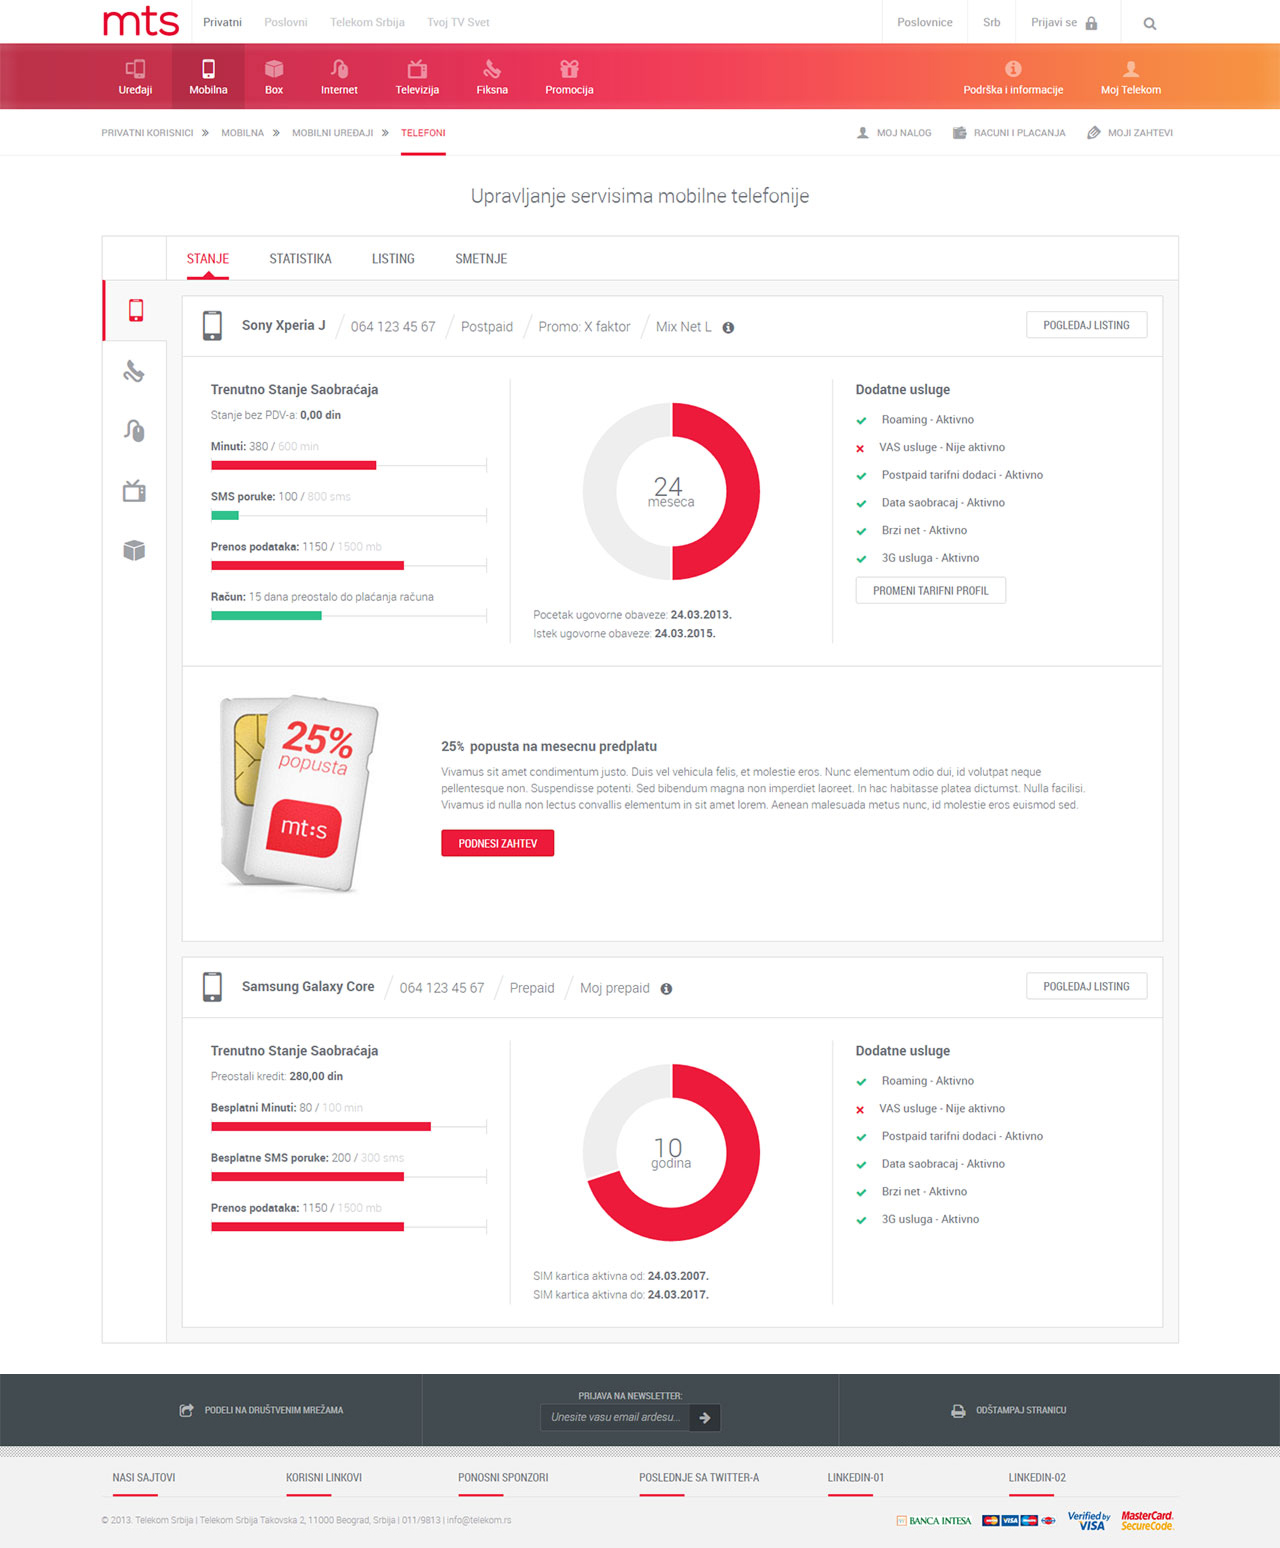 mts
Privatni Poslovni Telekom Srbija Tvoj TV Svet
Poslovnice Srb Prijavi se
Uređaji Mobilna Box Internet Televizija Fiksna Promocija
Podrška i informacije Moj Telekom
PRIVATNI KORISNICI » MOBILNA » MOBILNI UREĐAJI » TELEFONI
MOJ NALOG RACUNI I PLACANJA MOJI ZAHTEVI
Upravljanje servisima mobilne telefonije
STANJE STATISTIKA LISTING SMETNJE
Sony Xperia J / 064 123 45 67 / Postpaid / Promo: X faktor / Mix Net L
POGLEDAJ LISTING
Trenutno Stanje Saobraćaja
Stanje bez PDV-a: 0,00 din
Minuti: 380 / 600 min
SMS poruke: 100 / 800 sms
Prenos podataka: 1150 / 1500 mb
Račun: 15 dana preostalo do plaćanja računa
24
meseca
Pocetak ugovorne obaveze: 24.03.2013.
Istek ugovorne obaveze: 24.03.2015.
Dodatne usluge
Roaming - Aktivno
VAS usluge - Nije aktivno
Postpaid tarifni dodaci - Aktivno
Data saobracaj - Aktivno
Brzi net - Aktivno
3G usluga - Aktivno
PROMENI TARIFNI PROFIL
25%
popusta
mt:s
25% popusta na mesecnu predplatu
Vivamus sit amet condimentum justo. Duis vel vehicula felis, et molestie eros. Nunc elementum odio dui, id volutpat neque
pellentesque non. Suspendisse potenti. Sed bibendum magna non imperdiet laoreet. In hac habitasse platea dictumst. Nulla facilisi.
Vivamus id nulla non lectus convallis elementum in sit amet lorem. Aenean malesuada metus nunc, id molestie eros euismod sed.
PODNESI ZAHTEV
Samsung Galaxy Core / 064 123 45 67 / Prepaid / Moj prepaid
POGLEDAJ LISTING
Trenutno Stanje Saobraćaja
Preostali kredit: 280,00 din
Besplatni Minuti: 80 / 100 min
Besplatne SMS poruke: 200 / 300 sms
Prenos podataka: 1150 / 1500 mb
10
godina
SIM kartica aktivna od: 24.03.2007.
SIM kartica aktivna do: 24.03.2017.
Dodatne usluge
Roaming - Aktivno
VAS usluge - Nije aktivno
Postpaid tarifni dodaci - Aktivno
Data saobracaj - Aktivno
Brzi net - Aktivno
3G usluga - Aktivno
PODELI NA DRUŠTVENIM MREŽAMA
PRIJAVA NA NEWSLETTER:
Unesite vasu email ardesu...
ODŠTAMPAJ STRANICU
NASI SAJTOVI KORISNI LINKOVI PONOSNI SPONZORI POSLEDNJE SA TWITTER-A LINKEDIN-01 LINKEDIN-02
© 2013. Telekom Srbija | Telekom Srbija Takovska 2, 11000 Beograd, Srbija | 011/9813 | info@telekom.rs
BANCA INTESA VISA Verified by VISA MasterCard. SecureCode.